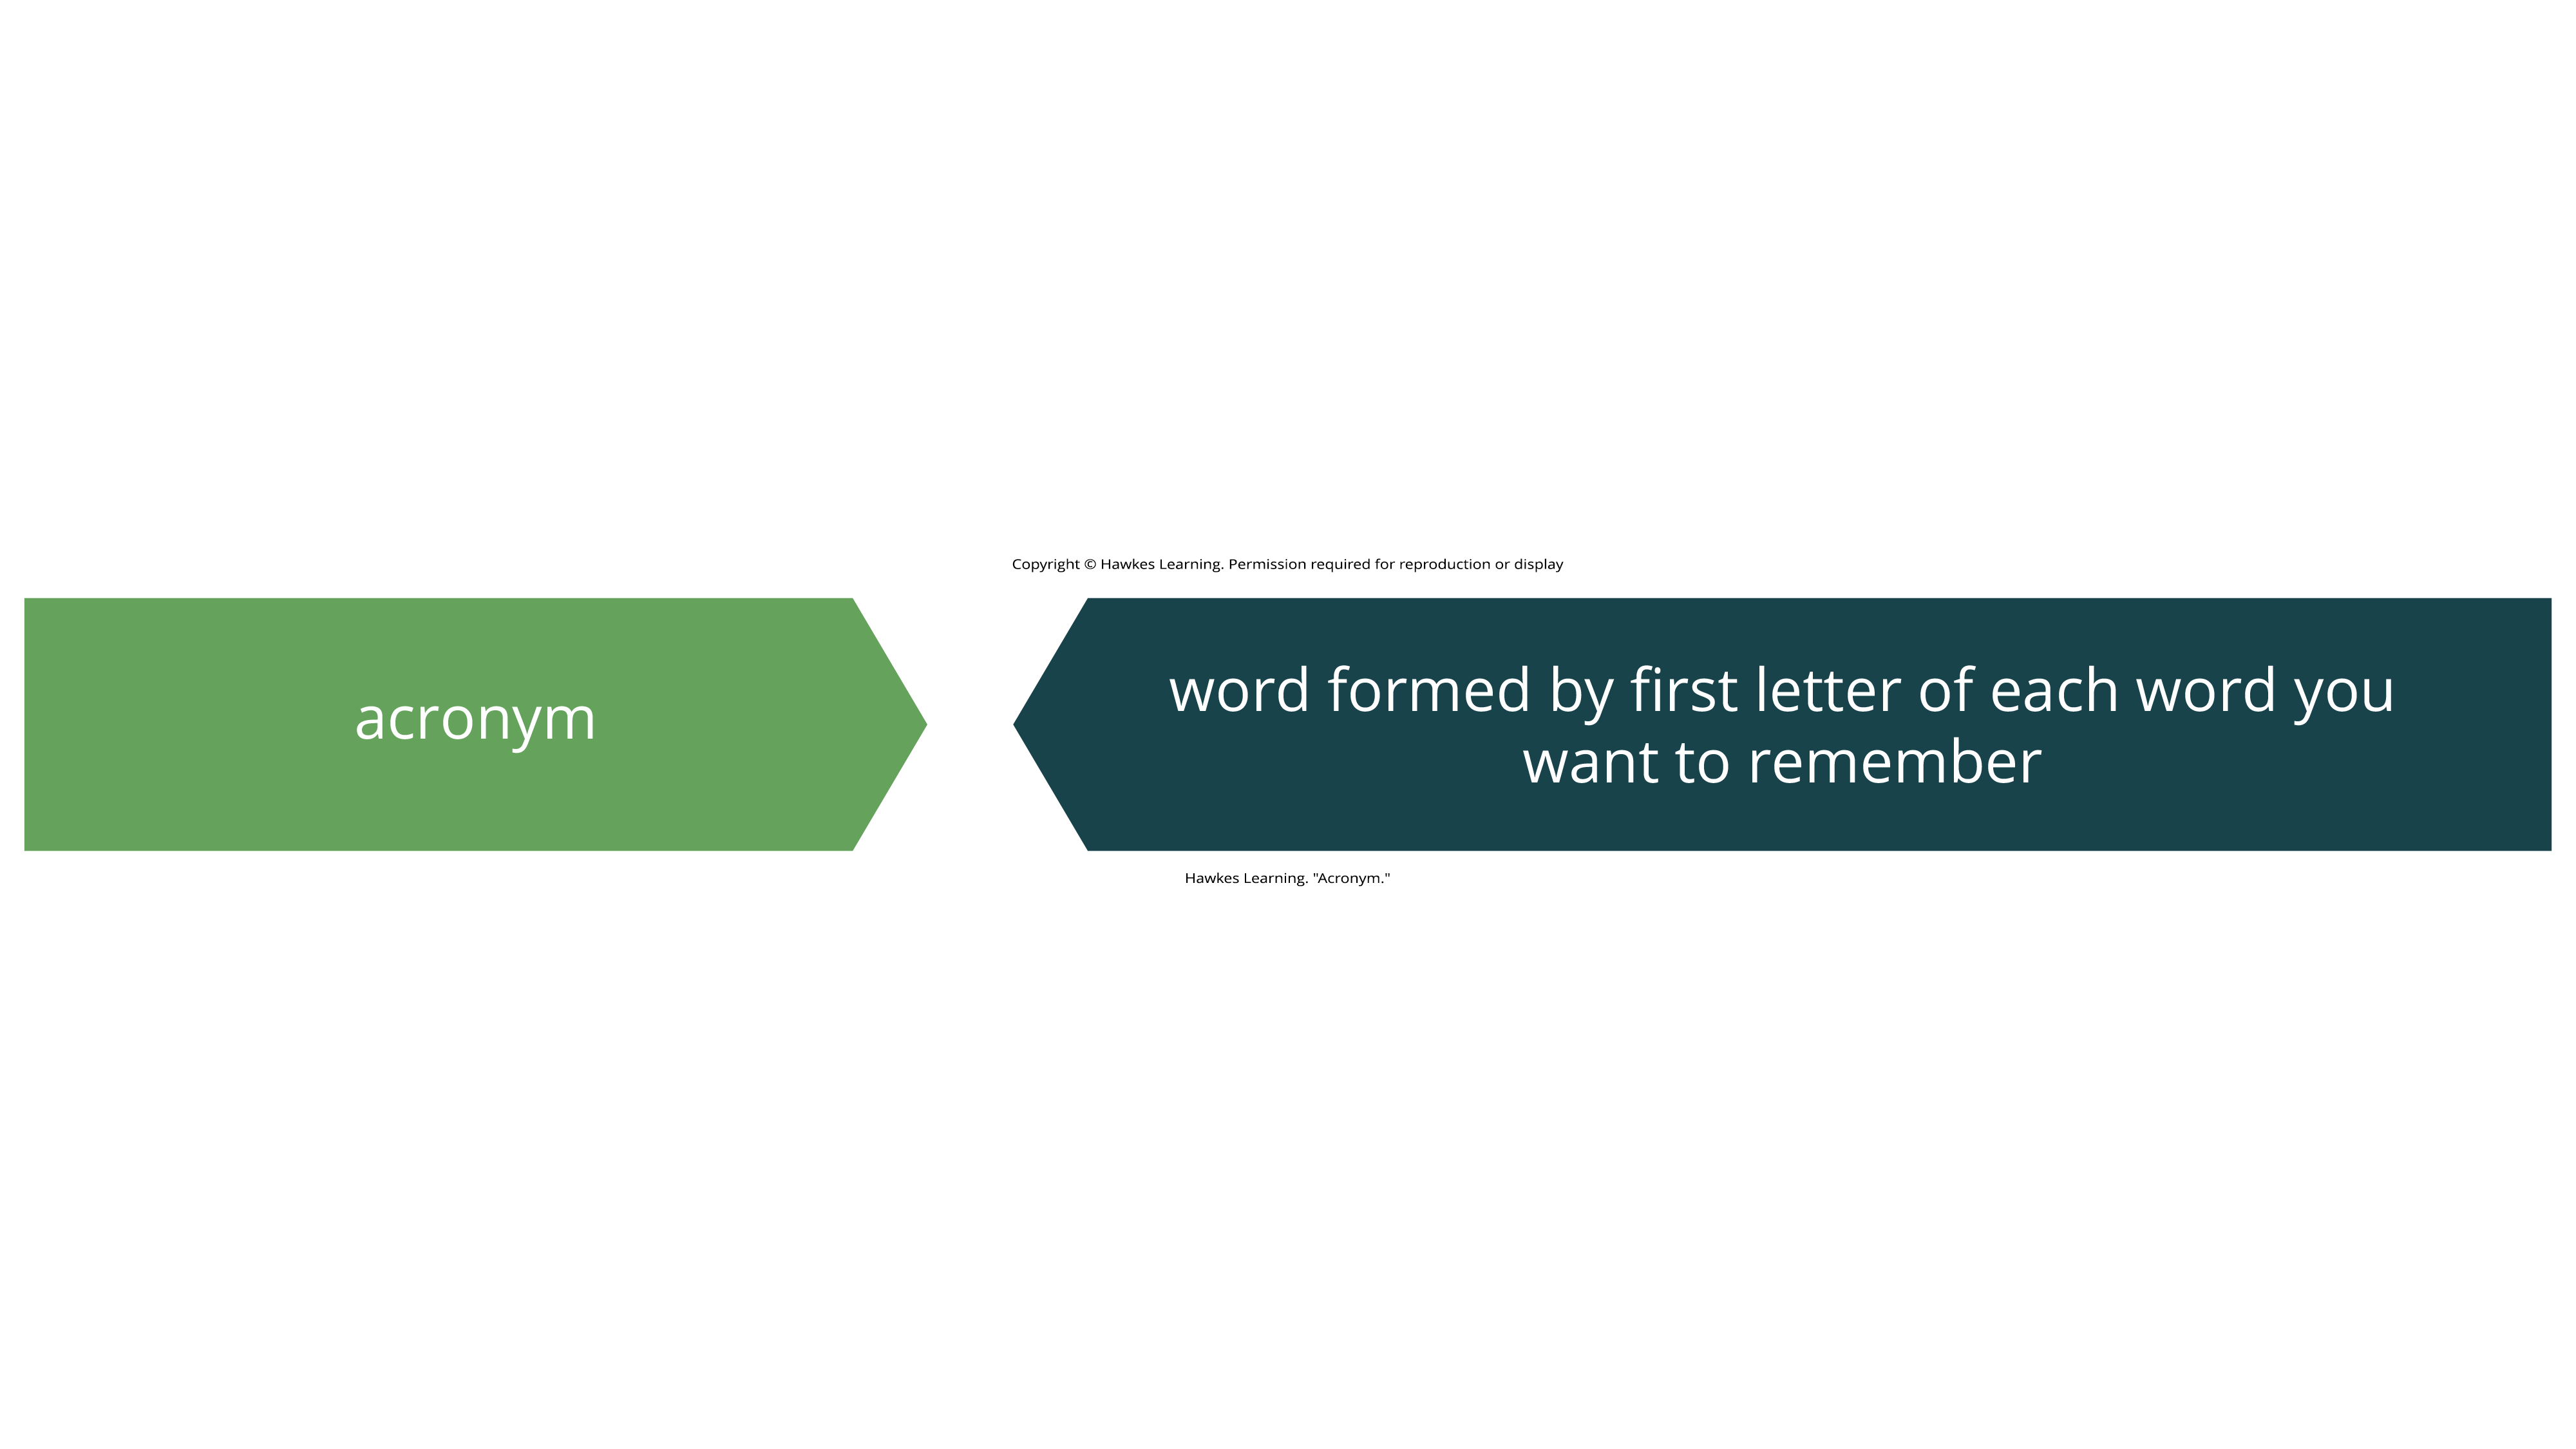 Copyright © Hawkes Learning. Permission required for reproduction or display
acronym
word formed by first letter of each word you
want to remember
Hawkes Learning. "Acronym."